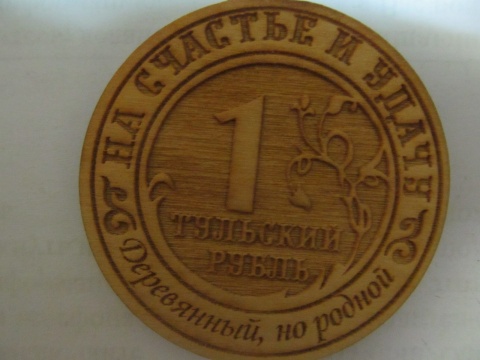 НА СЧАСТЬЕ И УДАЧУ
1
ТУЛЬСКИЙ
РУБЛЬ
Деревянный, но родной